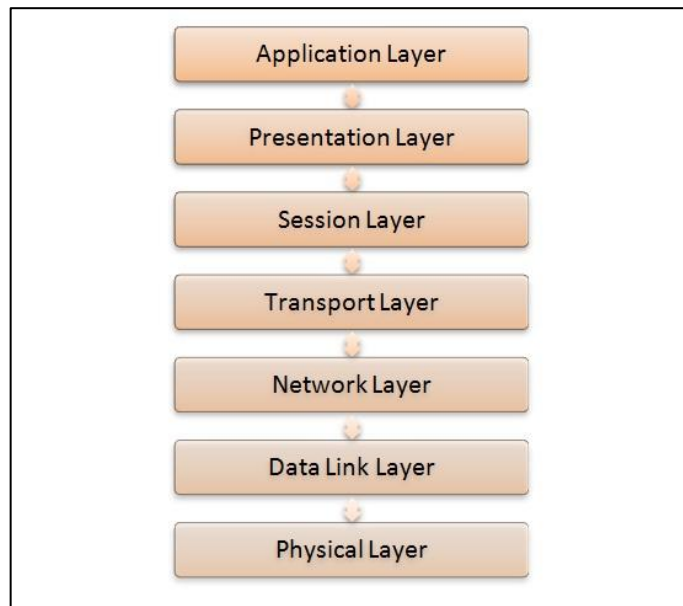 Application Layer
Presentation Layer
Session Layer
Transport Layer
Network Layer
Data Link Layer
Physical Layer